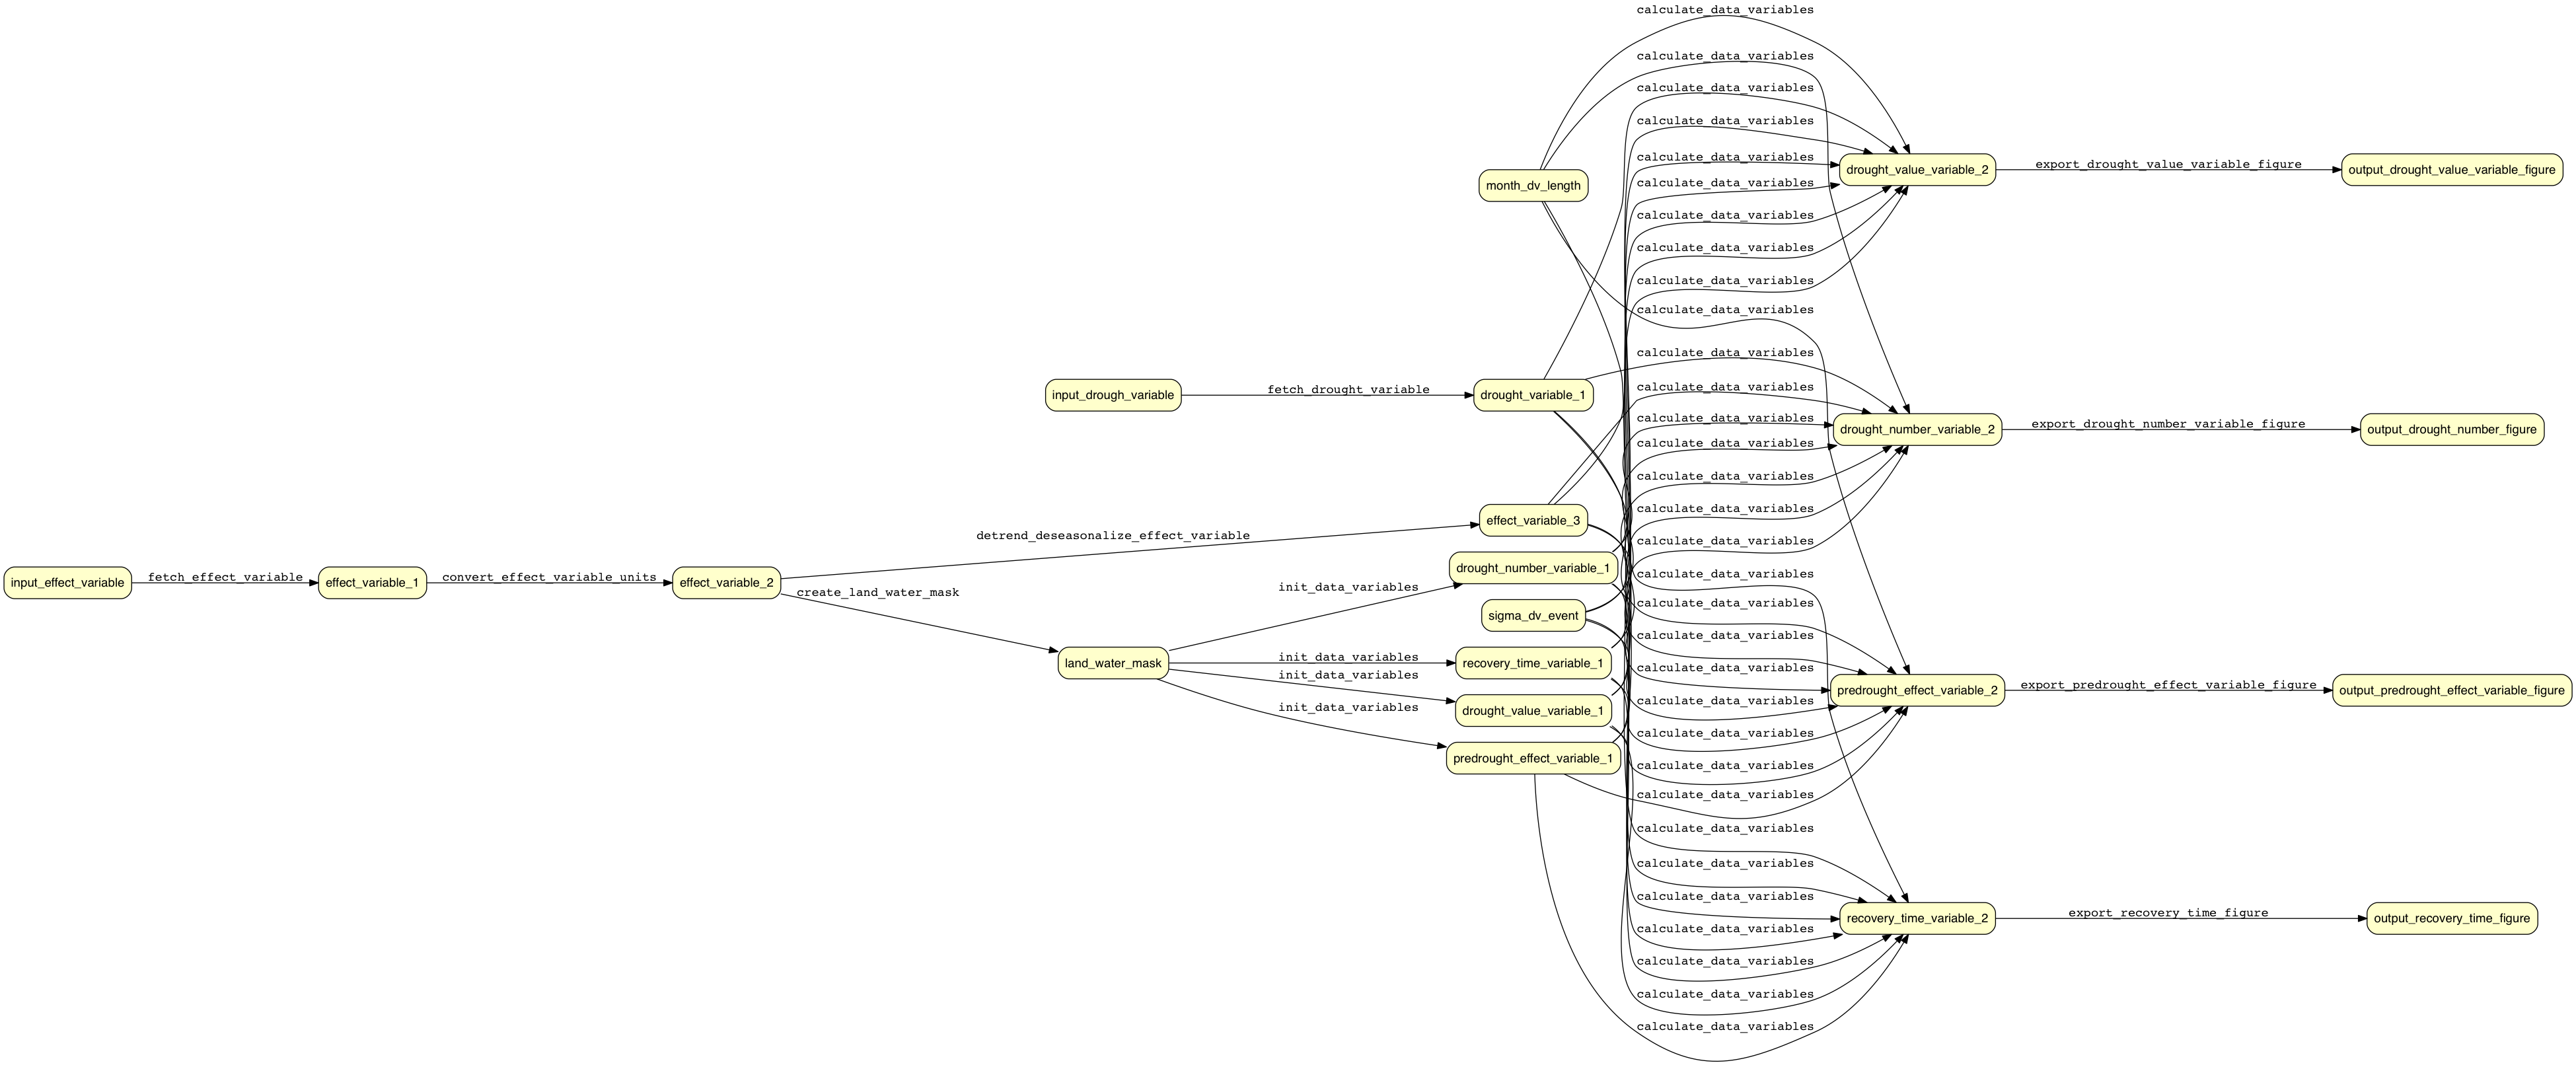 calculate_data_variables
calculate_data_variables
calculate_data_variables
calculate_data_variables
calculate_data_variables
drought_value_variable_2
export_drought_value_variable_figure
output_drought_value_variable_figure
month_dv_length
calculate_data_variables
calculate_data_variables
calculate_data_variables
calculate_data_variables
calculate_data_variables
calculate_data_variables
input_drough_variable
fetch_drought_variable
drought_variable_1
calculate_data_variables
calculate_data_variables
drought_number_variable_2
export_drought_number_variable_figure
output_drought_number_figure
calculate_data_variables
calculate_data_variables
calculate_data_variables
effect_variable_3
detrend_deseasonalize_effect_variable
calculate_data_variables
drought_number_variable_1
calculate_data_variables
input_effect_variable
fetch_effect_variable
effect_variable_1
convert_effect_variable_units
effect_variable_2
create_land_water_mask
init_data_variables
calculate_data_variables
sigma_dv_event
calculate_data_variables
land_water_mask
init_data_variables
recovery_time_variable_1
calculate_data_variables
init_data_variables
predrought_effect_variable_2
export_predrought_effect_variable_figure
output_predrought_effect_variable_figure
calculate_data_variables
init_data_variables
drought_value_variable_1
calculate_data_variables
predrought_effect_variable_1
calculate_data_variables
calculate_data_variables
calculate_data_variables
calculate_data_variables
calculate_data_variables
recovery_time_variable_2
export_recovery_time_figure
output_recovery_time_figure
calculate_data_variables
calculate_data_variables
calculate_data_variables
calculate_data_variables